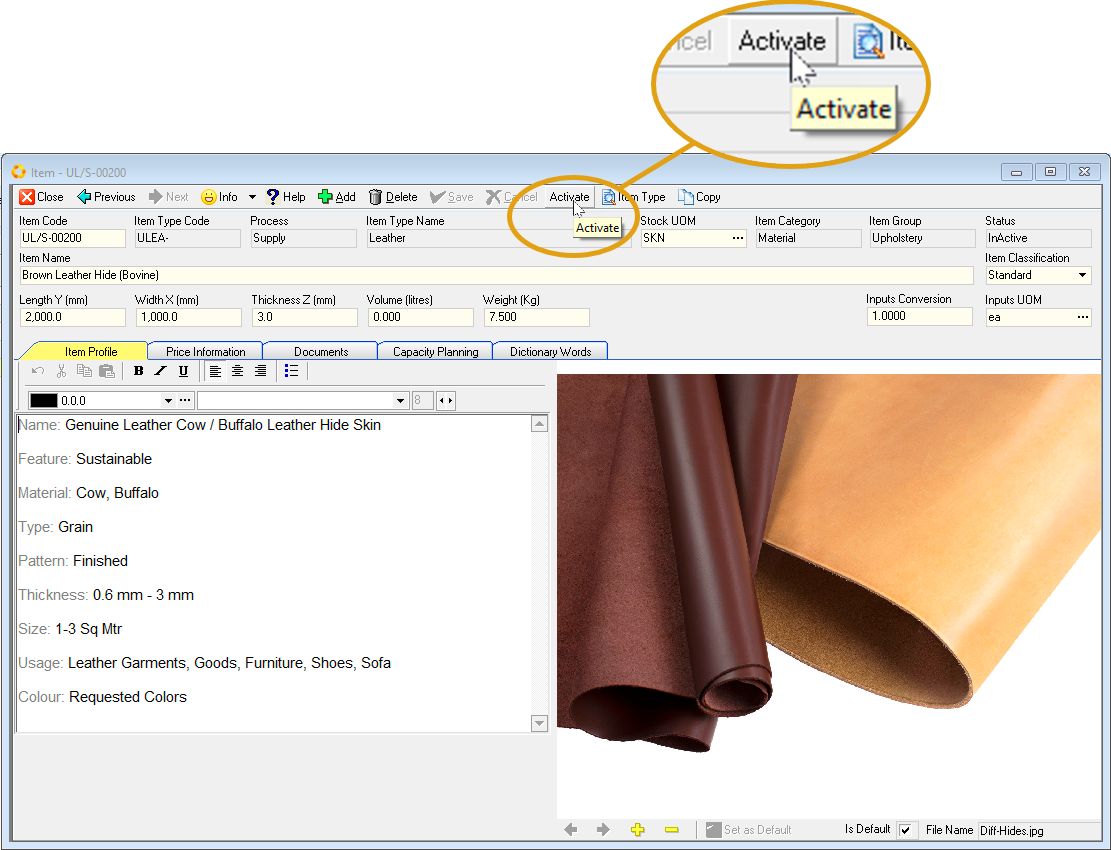 Cancel Activate Item
Activate
Item - UL/S-00200
Close Previous Next Info Help Add Delete Save Cancel Activate Item Type Copy
Activate
Item Code Item Type Code Process Item Type Name Stock UOM Item Category Item Group Status
UL/S-00200 ULEA- Supply Leather SKN ... Material Upholstery InActive
Item Name Item Classification
Brown Leather Hide (Bovine) Standard
Length Y (mm) Width X (mm) Thickness Z (mm) Volume (litres) Weight (Kg) Inputs Conversion Inputs UOM
2,000.0 1,000.0 3.0 0.000 7.500 1.0000 ea ...
Item Profile Price Information Documents Capacity Planning Dictionary Words
B I U
0.0.0 ... 8
Name: Genuine Leather Cow / Buffalo Leather Hide Skin
Feature: Sustainable
Material: Cow, Buffalo
Type: Grain
Pattern: Finished
Thickness: 0.6 mm - 3 mm
Size: 1-3 Sq Mtr
Usage: Leather Garments, Goods, Furniture, Shoes, Sofa
Colour: Requested Colors
Set as Default Is Default File Name Diff-Hides.jpg